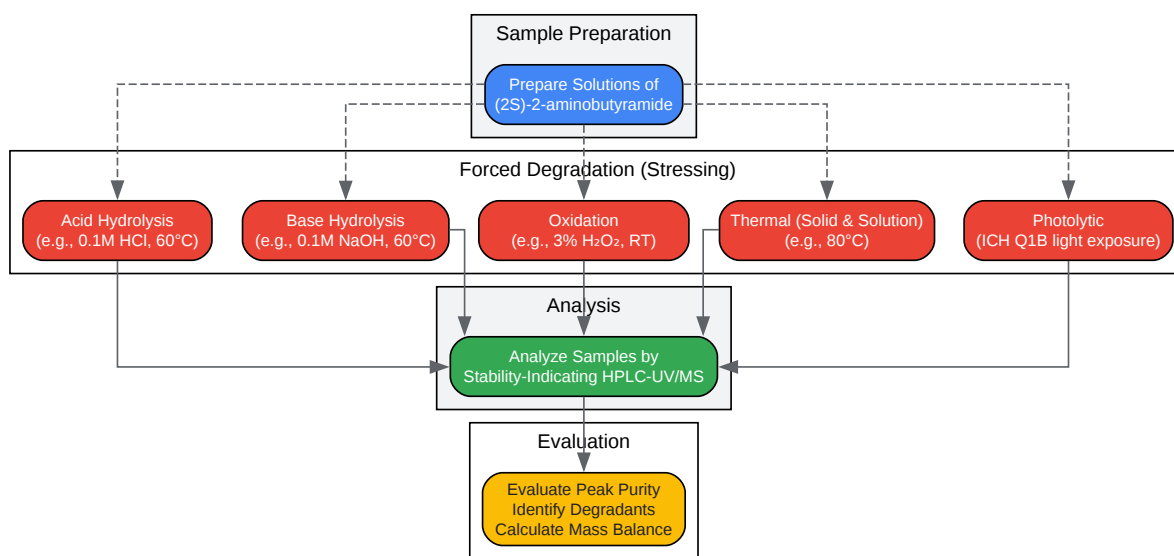 Sample Preparation
Prepare Solutions of
(2S)-2-aminobutyramide
Forced Degradation (Stressing)
Acid Hydrolysis
(e.g., 0.1M HCl, 60°C)
Base Hydrolysis
(e.g., 0.1M NaOH, 60°C)
Oxidation
(e.g., 3% H₂O₂, RT)
Thermal (Solid & Solution)
(e.g., 80°C)
Photolytic
(ICH Q1B light exposure)
Analysis
Analyze Samples by
Stability-Indicating HPLC-UV/MS
Evaluation
Evaluate Peak Purity
Identify Degradants
Calculate Mass Balance